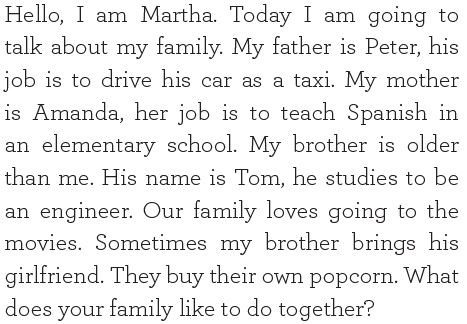 Hello, I am Martha. Today I am going to
talk about my family. My father is Peter, his
job is to drive his car as a taxi. My mother
is Amanda, her job is to teach Spanish in
an elementary school. My brother is older
than me. His name is Tom, he studies to be
an engineer. Our family loves going to the
movies. Sometimes my brother brings his
girlfriend. They buy their own popcorn. What
does your family like to do together?